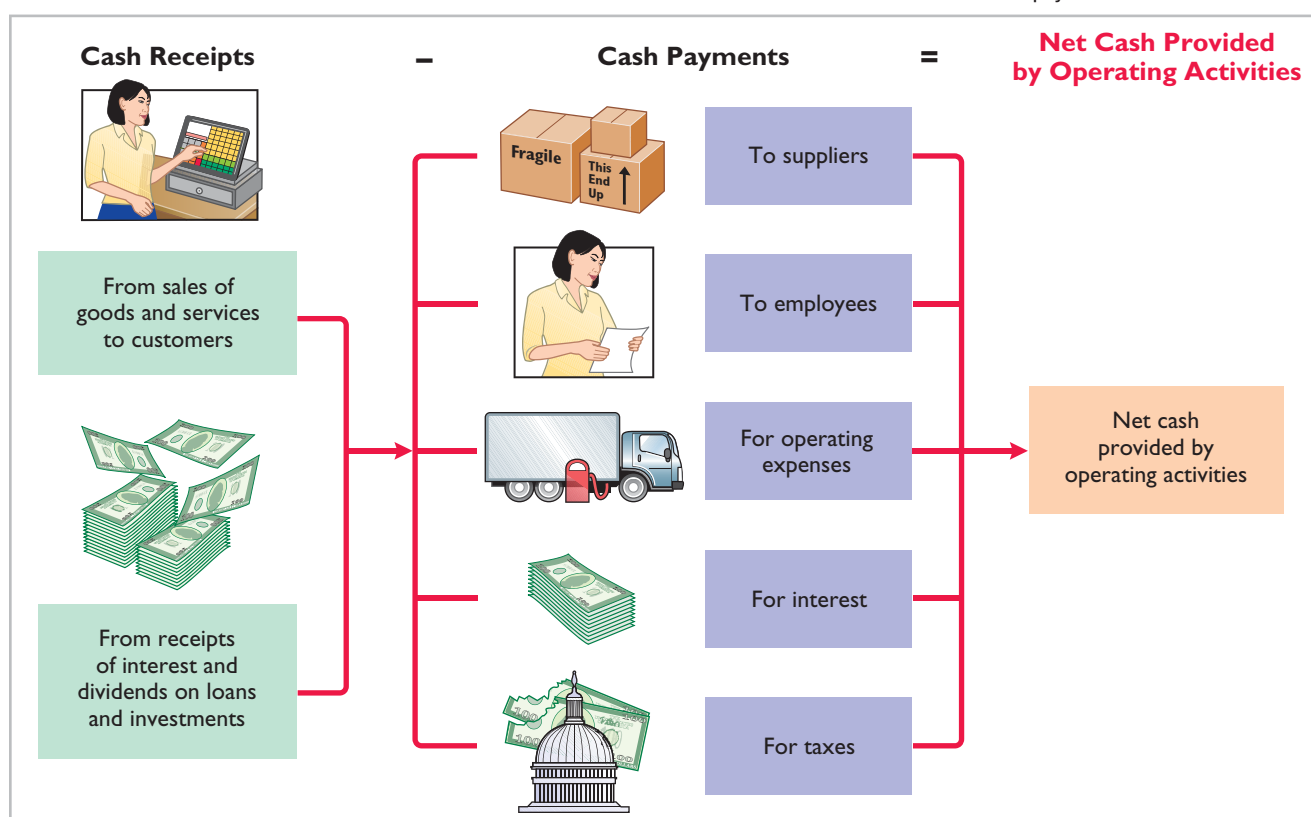 Cash Receipts
–
Cash Payments
=
Net Cash Provided
by Operating Activities
Fragile
This
End
Up
To suppliers
From sales of
goods and services
to customers
To employees
For operating
expenses
Net cash
provided by
operating activities
For interest
From receipts
of interest and
dividends on loans
and investments
100
100
For taxes